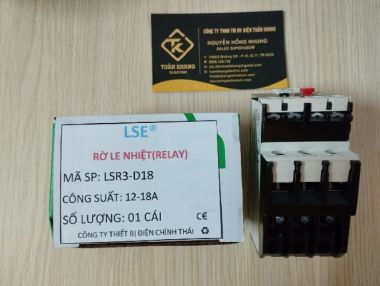 CÔNG TY TNHH TM DV ĐIỆN TUẤN KHANG
NGUYỄN HỒNG NHUNG
SALES SUPERVISOR
TK
TUẤN KHANG
ELECTRIC
LSE®
RỜ LE NHIỆT(RELAY)
MÃ SP: LSR3-D18
CÔNG SUẤT: 12-18A
SỐ LƯỢNG: 01 CÁI CE
CÔNG TY THIẾT BỊ ĐIỆN CHÍNH THÁI